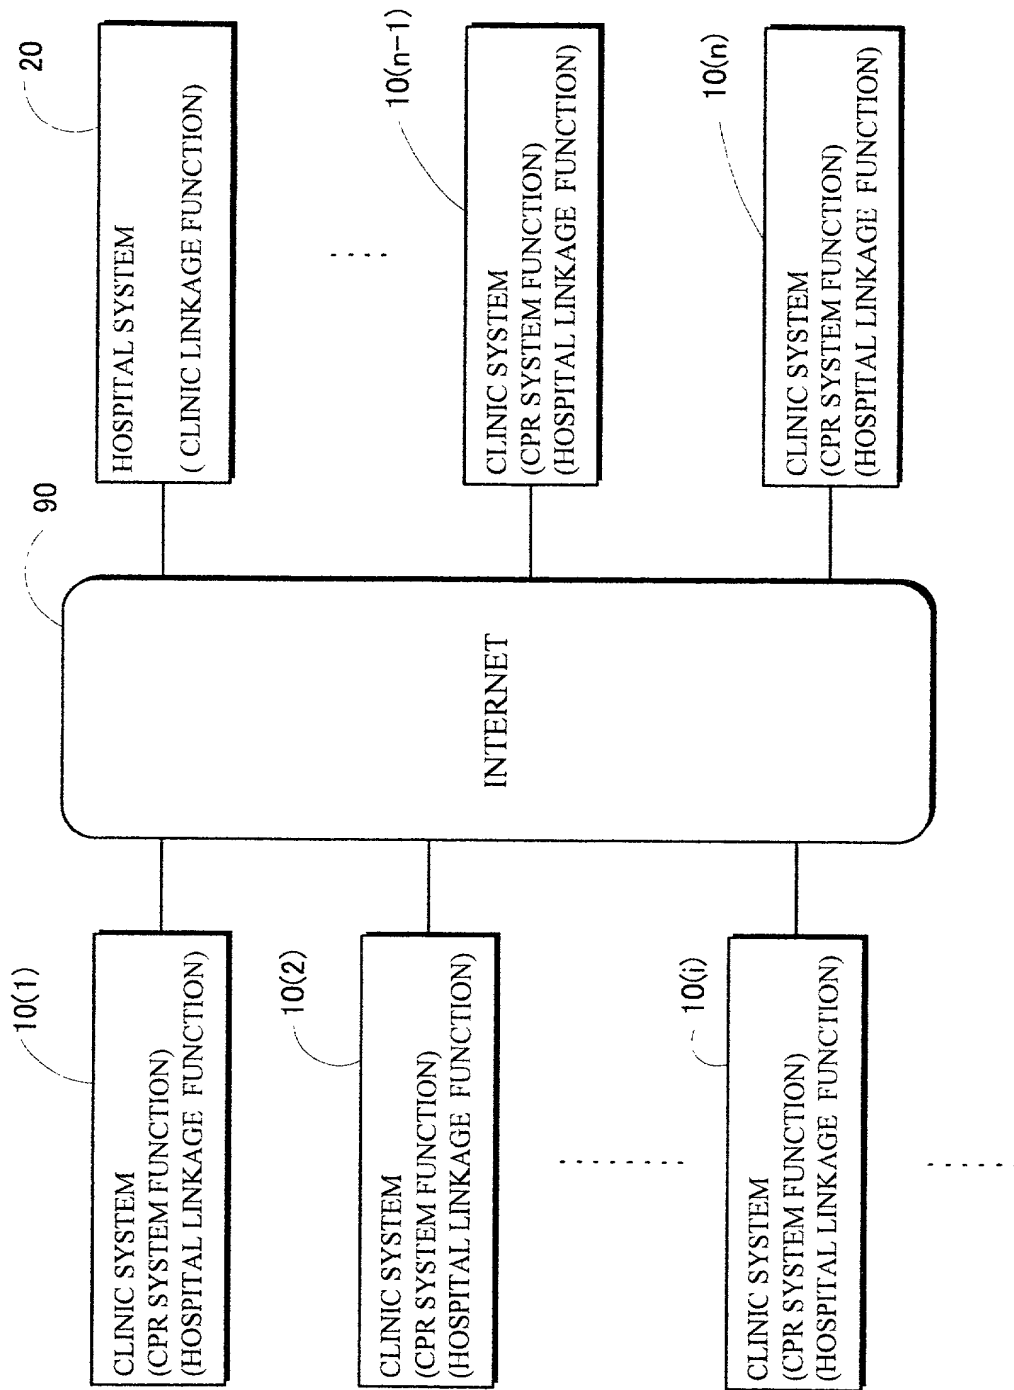 10(1)
CLINIC SYSTEM
(CPR SYSTEM FUNCTION)
(HOSPITAL LINKAGE FUNCTION)
10(2)
CLINIC SYSTEM
(CPR SYSTEM FUNCTION)
(HOSPITAL LINKAGE FUNCTION)
10(i)
CLINIC SYSTEM
(CPR SYSTEM FUNCTION)
(HOSPITAL LINKAGE FUNCTION)
90
INTERNET
20
HOSPITAL SYSTEM
( CLINIC LINKAGE FUNCTION)
10(n-1)
CLINIC SYSTEM
(CPR SYSTEM FUNCTION)
(HOSPITAL LINKAGE FUNCTION)
10(n)
CLINIC SYSTEM
(CPR SYSTEM FUNCTION)
(HOSPITAL LINKAGE FUNCTION)